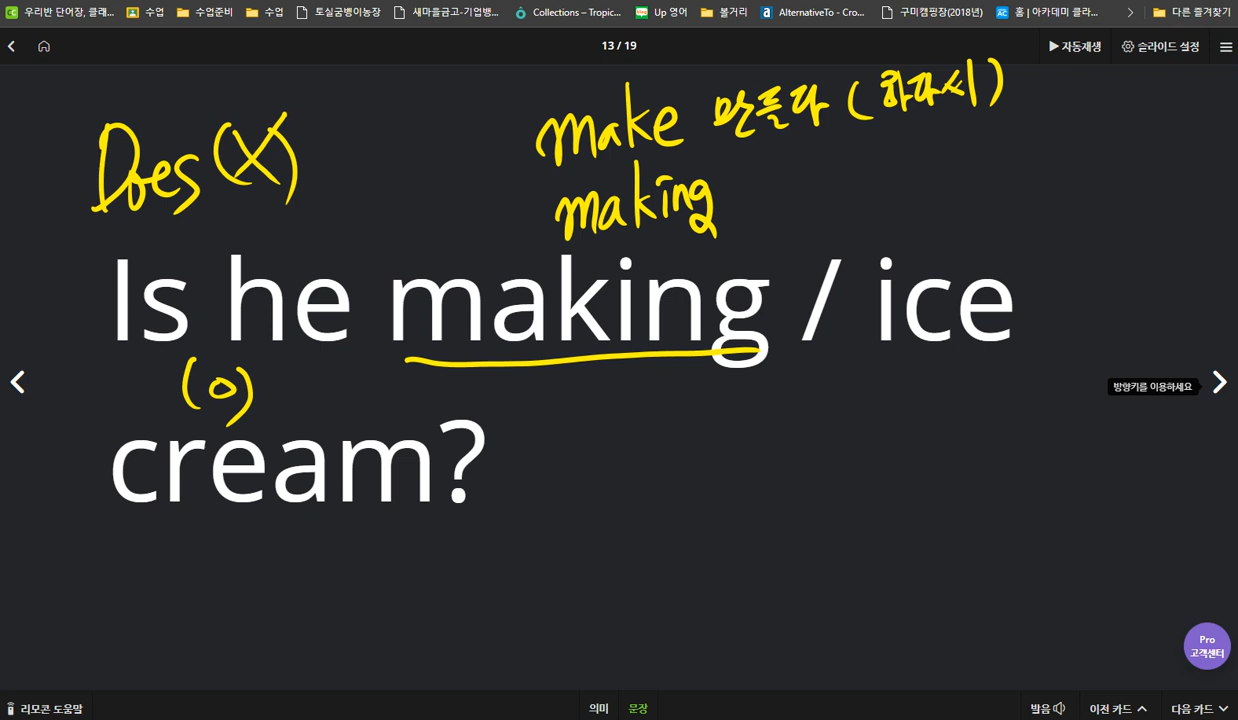 우리반 단어장, 클래... 수업 수업준비 수업 토실굼벵이농장 새마을금고-기업뱅... Collections – Tropic... Up 영어 볼거리 AlternativeTo - Cro... 구미캠핑장(2018년) 홈 | 아카데미 클라... 다른 즐겨찾기
13 / 19 자동재생 슬라이드 설정
make 만들다 (하다씨)
Does (X)
making
Is he making / ice
(o)
방향키를 이용하세요
cream?
Pro
고객센터
리모콘 도움말 의미 문장 발음 이전 카드 다음 카드